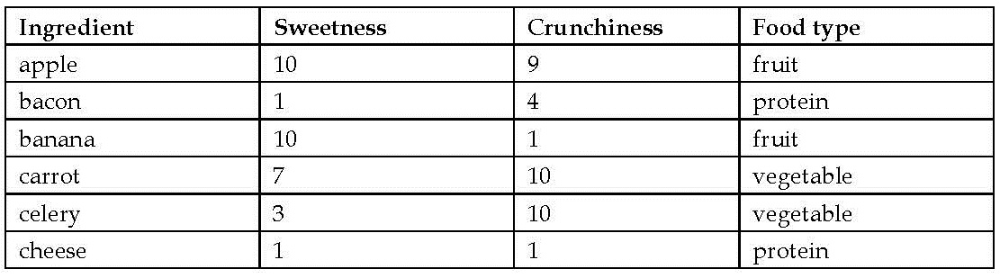 Ingredient Sweetness Crunchiness Food type
apple 10 9 fruit
bacon 1 4 protein
banana 10 1 fruit
carrot 7 10 vegetable
celery 3 10 vegetable
cheese 1 1 protein